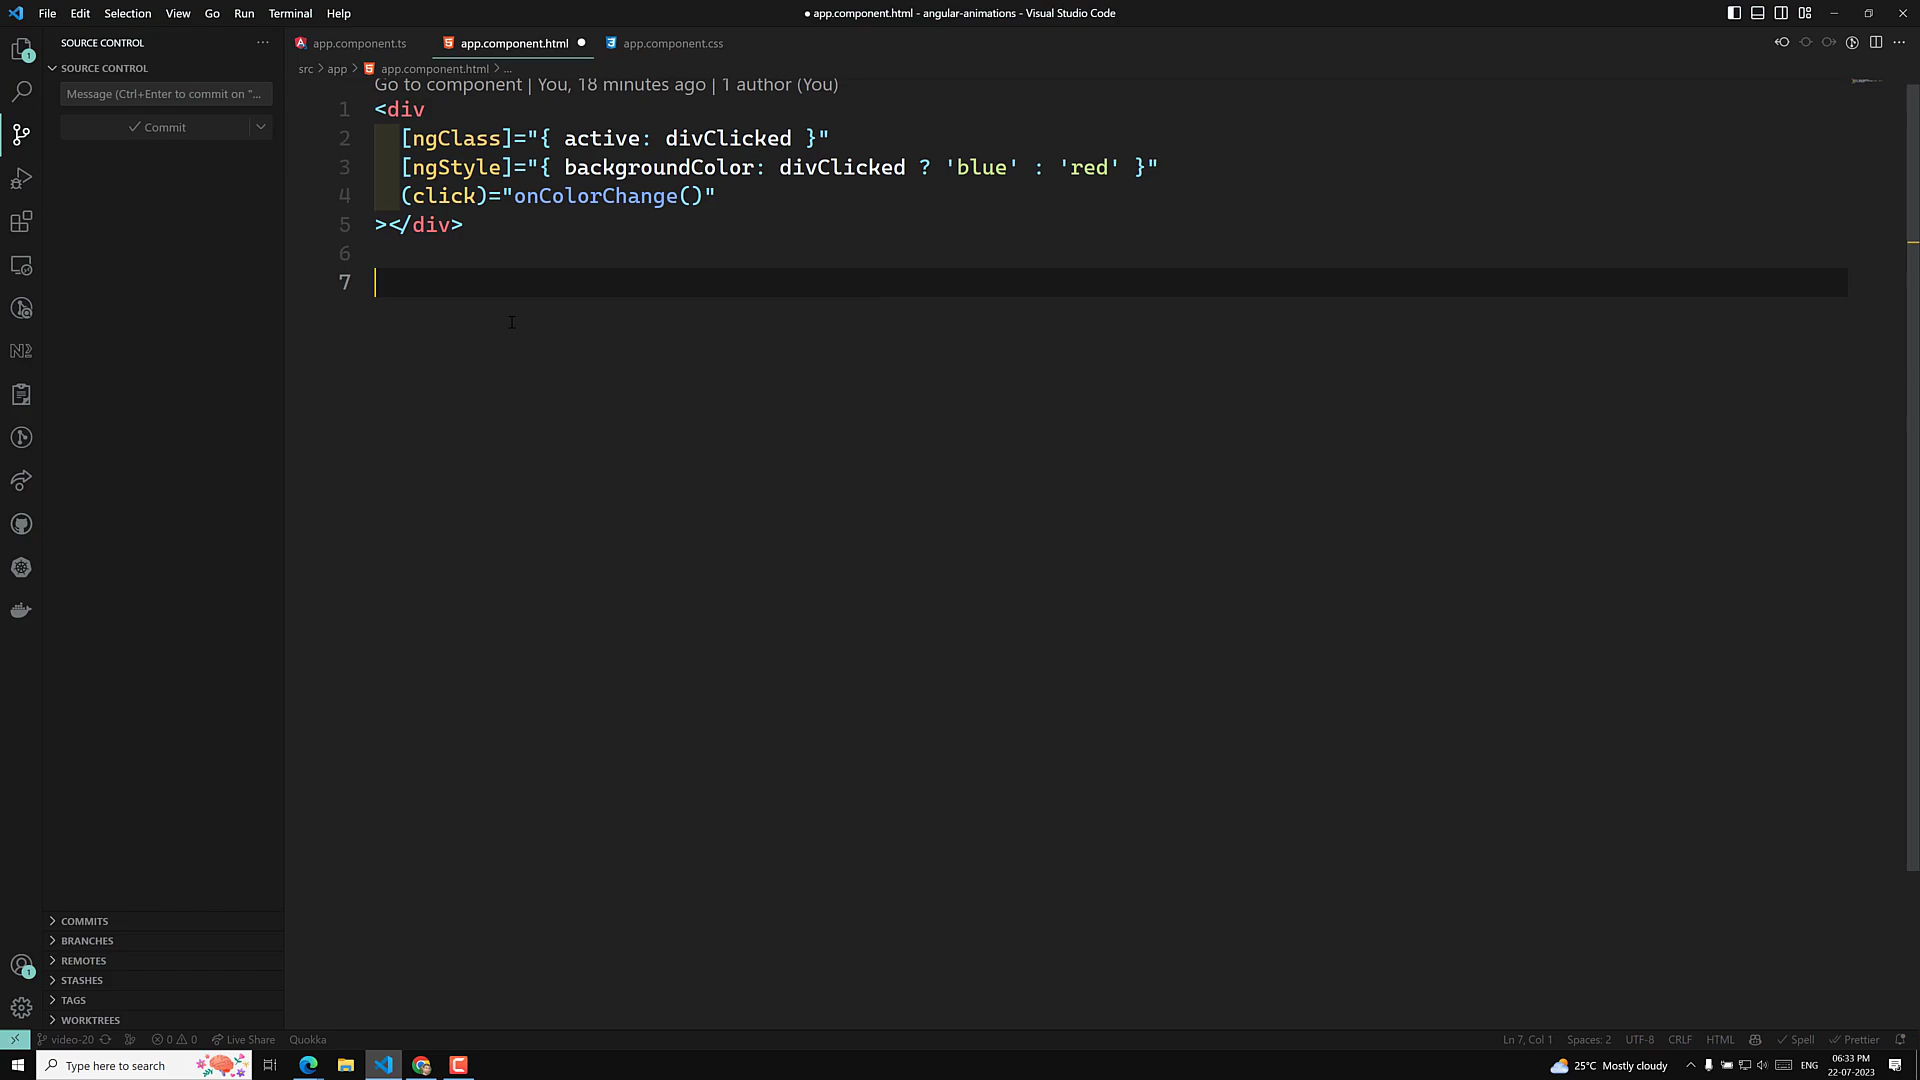 File Edit Selection View Go Run Terminal Help
● app.component.html - angular-animations - Visual Studio Code
SOURCE CONTROL
app.component.ts
app.component.html
app.component.css
SOURCE CONTROL
src > app > app.component.html > ...
Message (Ctrl+Enter to commit on "...
Commit
Go to component | You, 18 minutes ago | 1 author (You)
1 <div
2 [ngClass]="{ active: divClicked }"
3 [ngStyle]="{ backgroundColor: divClicked ? 'blue' : 'red' }"
4 (click)="onColorChange()"
5 ></div>
6
7
1
N2
1
COMMITS
BRANCHES
REMOTES
STASHES
TAGS
WORKTREES
video-20 0 0 Live Share Quokka
Ln 7, Col 1 Spaces: 2 UTF-8 CRLF HTML Spell Prettier
Type here to search
25°C Mostly cloudy ENG
06:33 PM
22-07-2023